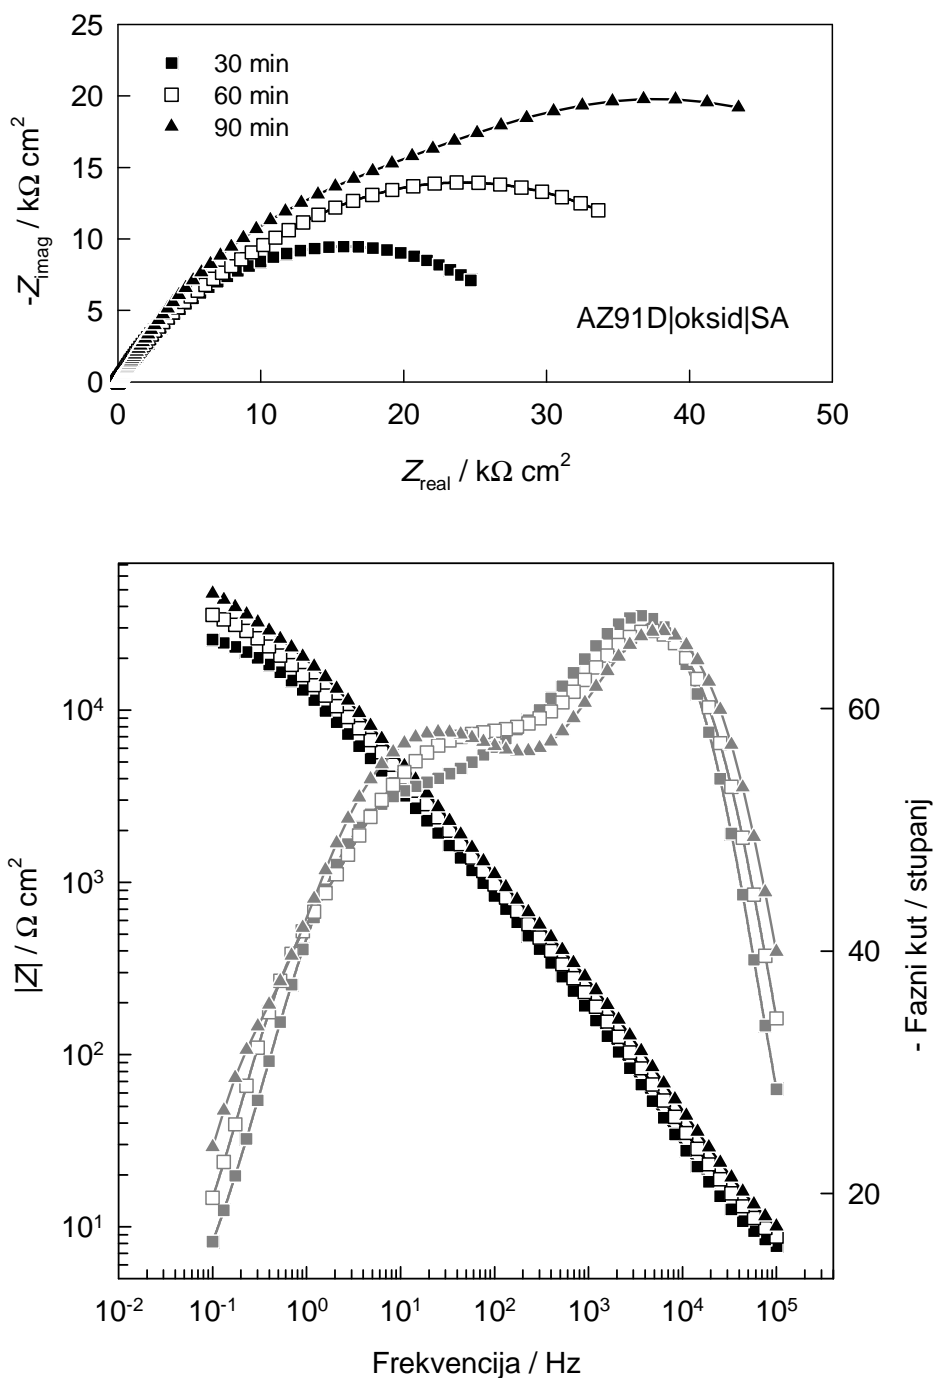 25
20
15
10
5
0
-Zimag / kΩ cm²
30 min
60 min
90 min
AZ91D|oksid|SA
0 10 20 30 40 50
Zreal / kΩ cm²
10⁴
10³
10²
10¹
|Z| / Ω cm²
60
40
20
- Fazni kut / stupanj
10⁻² 10⁻¹ 10⁰ 10¹ 10² 10³ 10⁴ 10⁵
Frekvencija / Hz